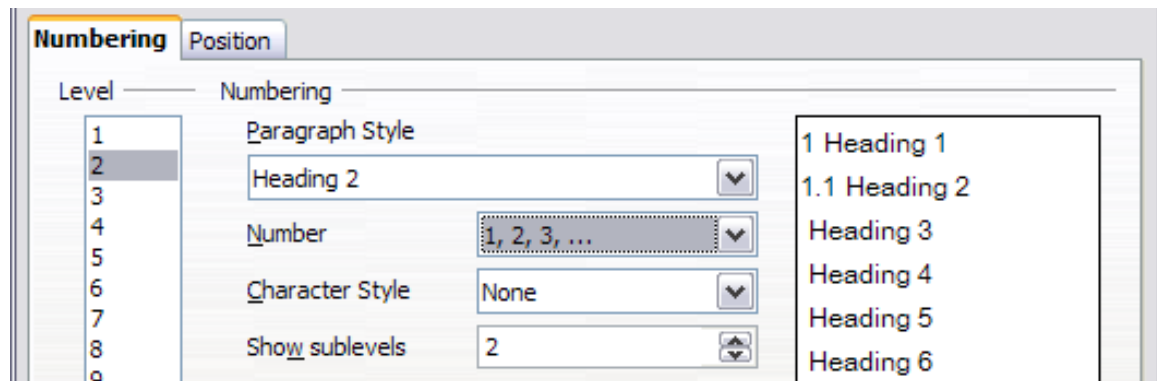 Numbering Position
Level Numbering
1
2
3
4
5
6
7
8
9
Paragraph Style
Heading 2
Number 1, 2, 3, ...
Character Style None
Show sublevels 2
1 Heading 1
1.1 Heading 2
Heading 3
Heading 4
Heading 5
Heading 6